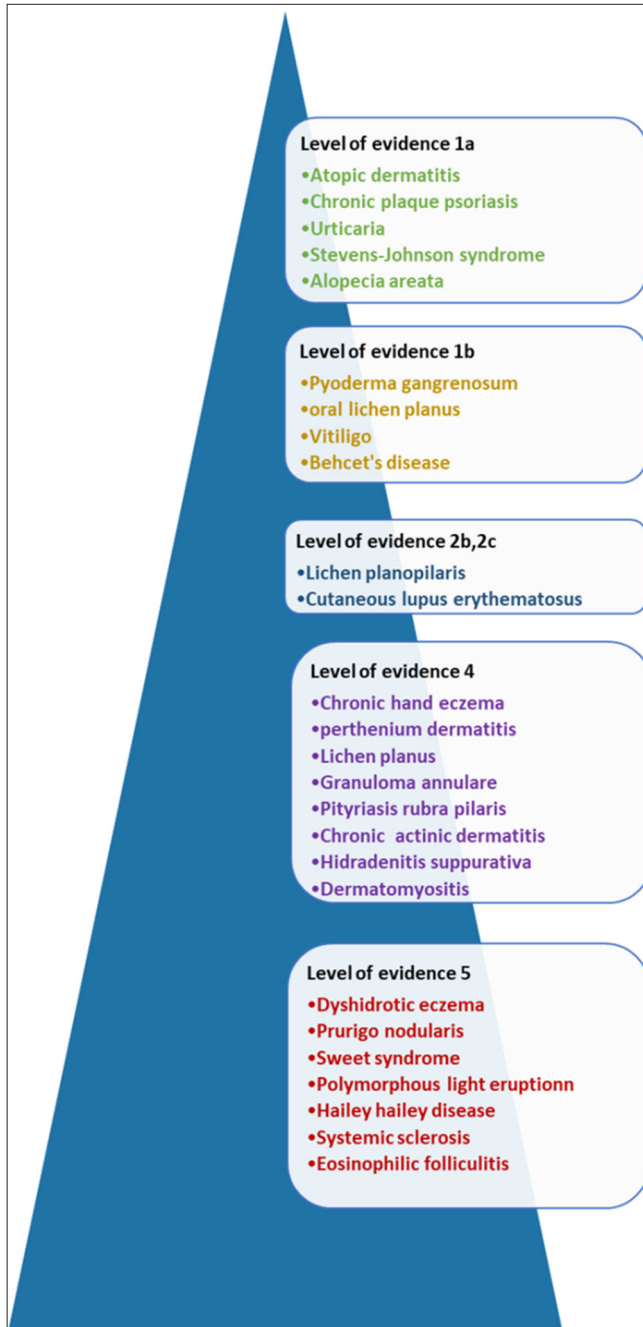 Level of evidence 1a
•Atopic dermatitis
•Chronic plaque psoriasis
•Urticaria
•Stevens-Johnson syndrome
•Alopecia areata
Level of evidence 1b
•Pyoderma gangrenosum
•oral lichen planus
•Vitiligo
•Behcet's disease
Level of evidence 2b,2c
•Lichen planopilaris
•Cutaneous lupus erythematosus
Level of evidence 4
•Chronic hand eczema
•perthenium dermatitis
•Lichen planus
•Granuloma annulare
•Pityriasis rubra pilaris
•Chronic actinic dermatitis
•Hidradenitis suppurativa
•Dermatomyositis
Level of evidence 5
•Dyshidrotic eczema
•Prurigo nodularis
•Sweet syndrome
•Polymorphous light eruptionn
•Hailey hailey disease
•Systemic sclerosis
•Eosinophilic folliculitis